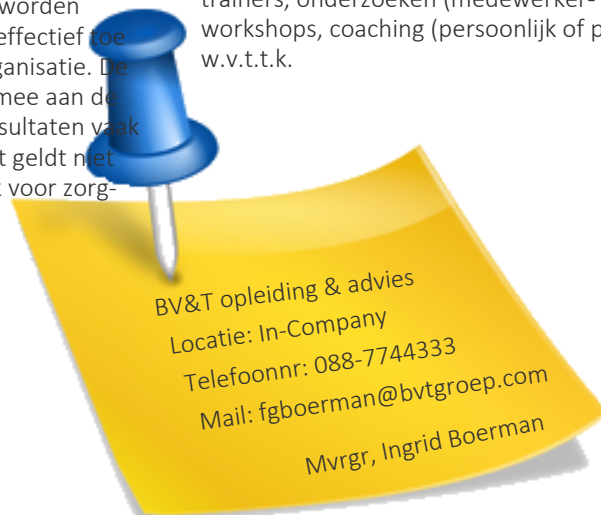 worden
effectief toe
ganisatie. De
mee aan de
sultaten vaak
t geldt niet
voor zorg-
trainers, onderzoeken (medewerker-
workshops, coaching (persoonlijk of p
w.v.t.t.k.
BV&T opleiding & advies
Locatie: In-Company
Telefoonnr: 088-7744333
Mail: fgboerman@bvtgroep.com
Mvrgr, Ingrid Boerman